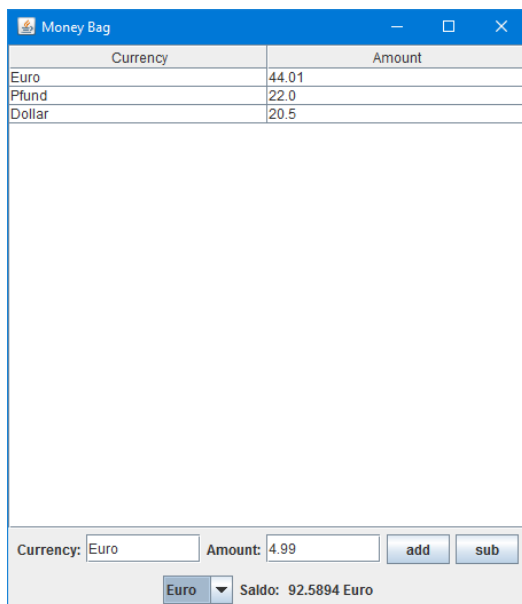 Money Bag
Currency Amount
Euro 44.01
Pfund 22.0
Dollar 20.5
Currency: Euro Amount: 4.99 add sub
Euro Saldo: 92.5894 Euro